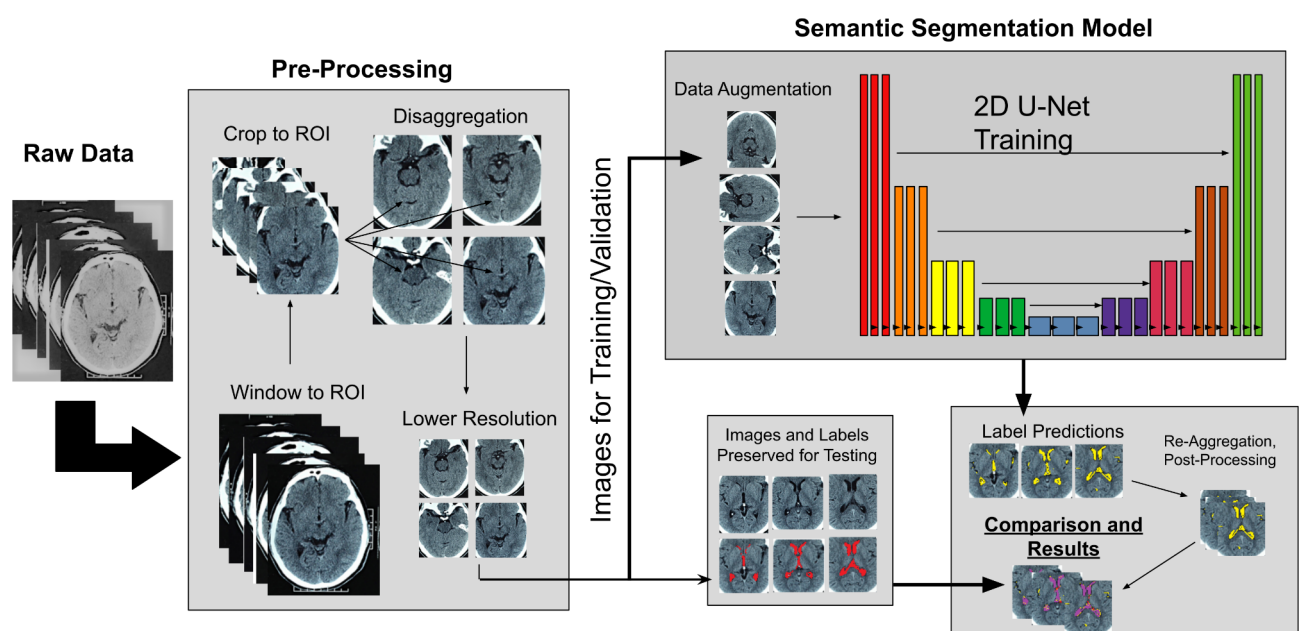 Raw Data
Pre-Processing
Crop to ROI
Disaggregation
Window to ROI
Lower Resolution
Images for Training/Validation
Semantic Segmentation Model
Data Augmentation
2D U-Net
Training
Images and Labels
Preserved for Testing
Label Predictions
Re-Aggregation,
Post-Processing
Comparison and
Results